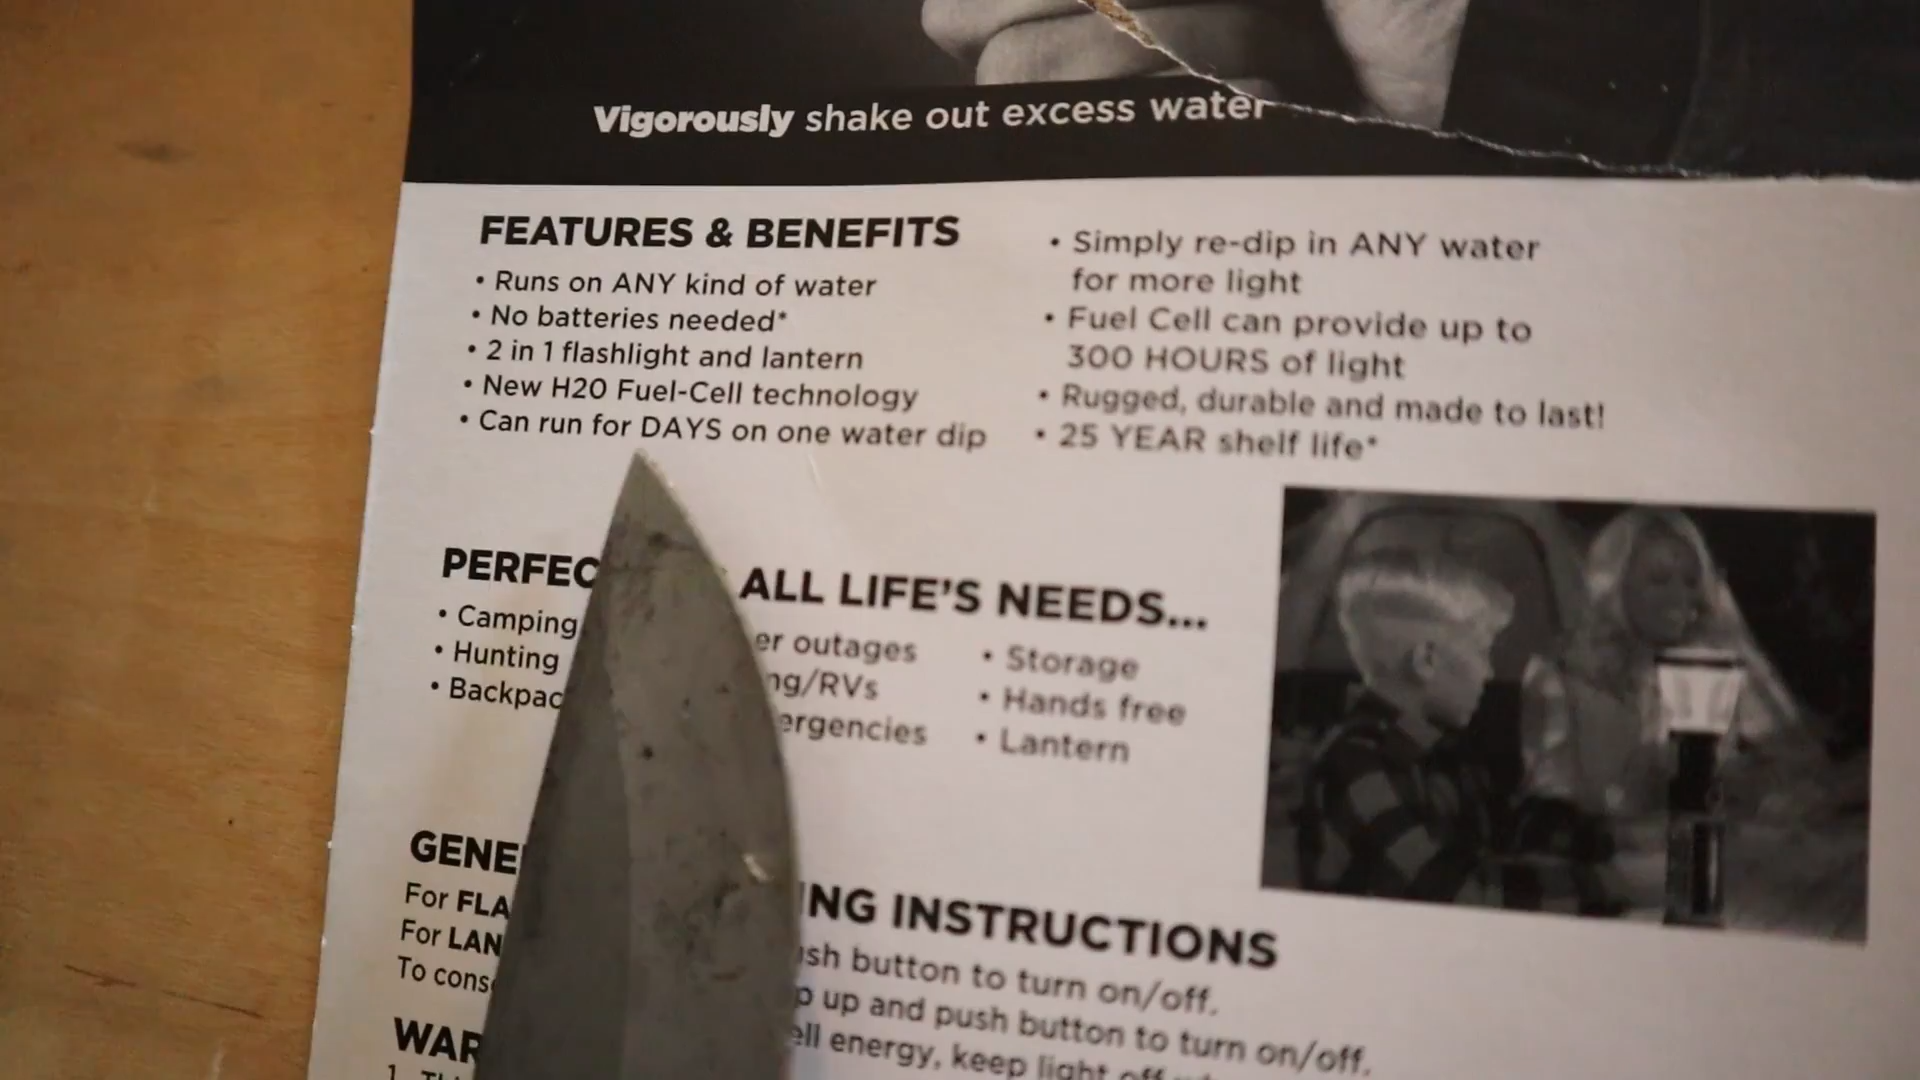 Vigorously shake out excess water
FEATURES & BENEFITS
• Runs on ANY kind of water
• No batteries needed*
• 2 in 1 flashlight and lantern
• New H20 Fuel-Cell technology
• Can run for DAYS on one water dip
• Simply re-dip in ANY water
for more light
• Fuel Cell can provide up to
300 HOURS of light
• Rugged, durable and made to last!
• 25 YEAR shelf life*
PERFEC ALL LIFE'S NEEDS...
• Camping
• Hunting
• Backpac
er outages
ng/RVs
ergencies
• Storage
• Hands free
• Lantern
GENE ING INSTRUCTIONS
For FLA sh button to turn on/off.
For LAN p up and push button to turn on/off.
To cons ell energy, keep light off
WAR
1.